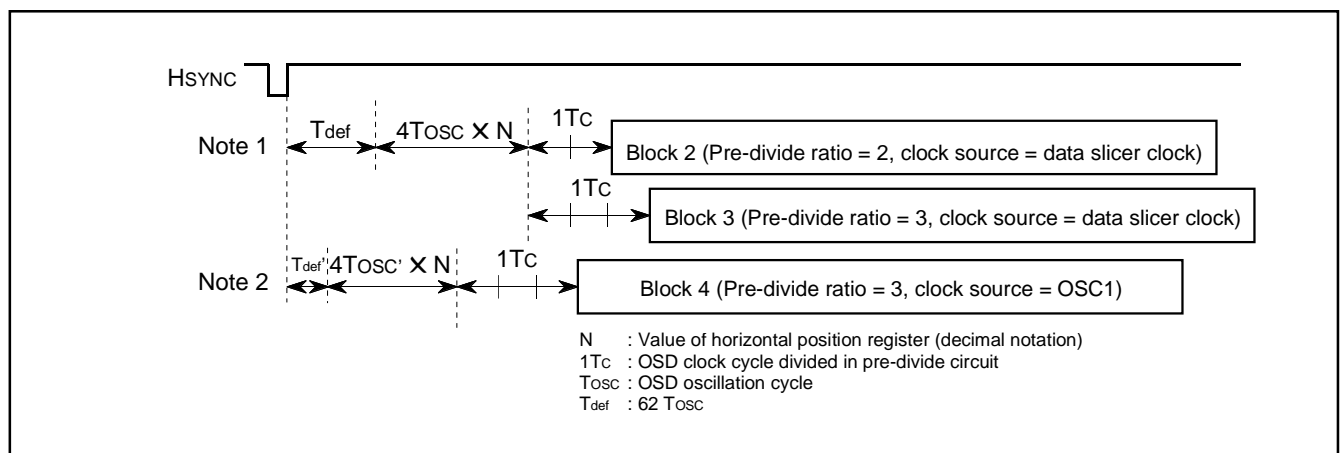 HSYNC
Tdef 4TOSC × N 1TC
Note 1
Block 2 (Pre-divide ratio = 2, clock source = data slicer clock)
1TC
Block 3 (Pre-divide ratio = 3, clock source = data slicer clock)
Note 2
Tdef' 4TOSC' × N 1TC
Block 4 (Pre-divide ratio = 3, clock source = OSC1)
N : Value of horizontal position register (decimal notation)
1TC : OSD clock cycle divided in pre-divide circuit
TOSC : OSD oscillation cycle
Tdef : 62 TOSC